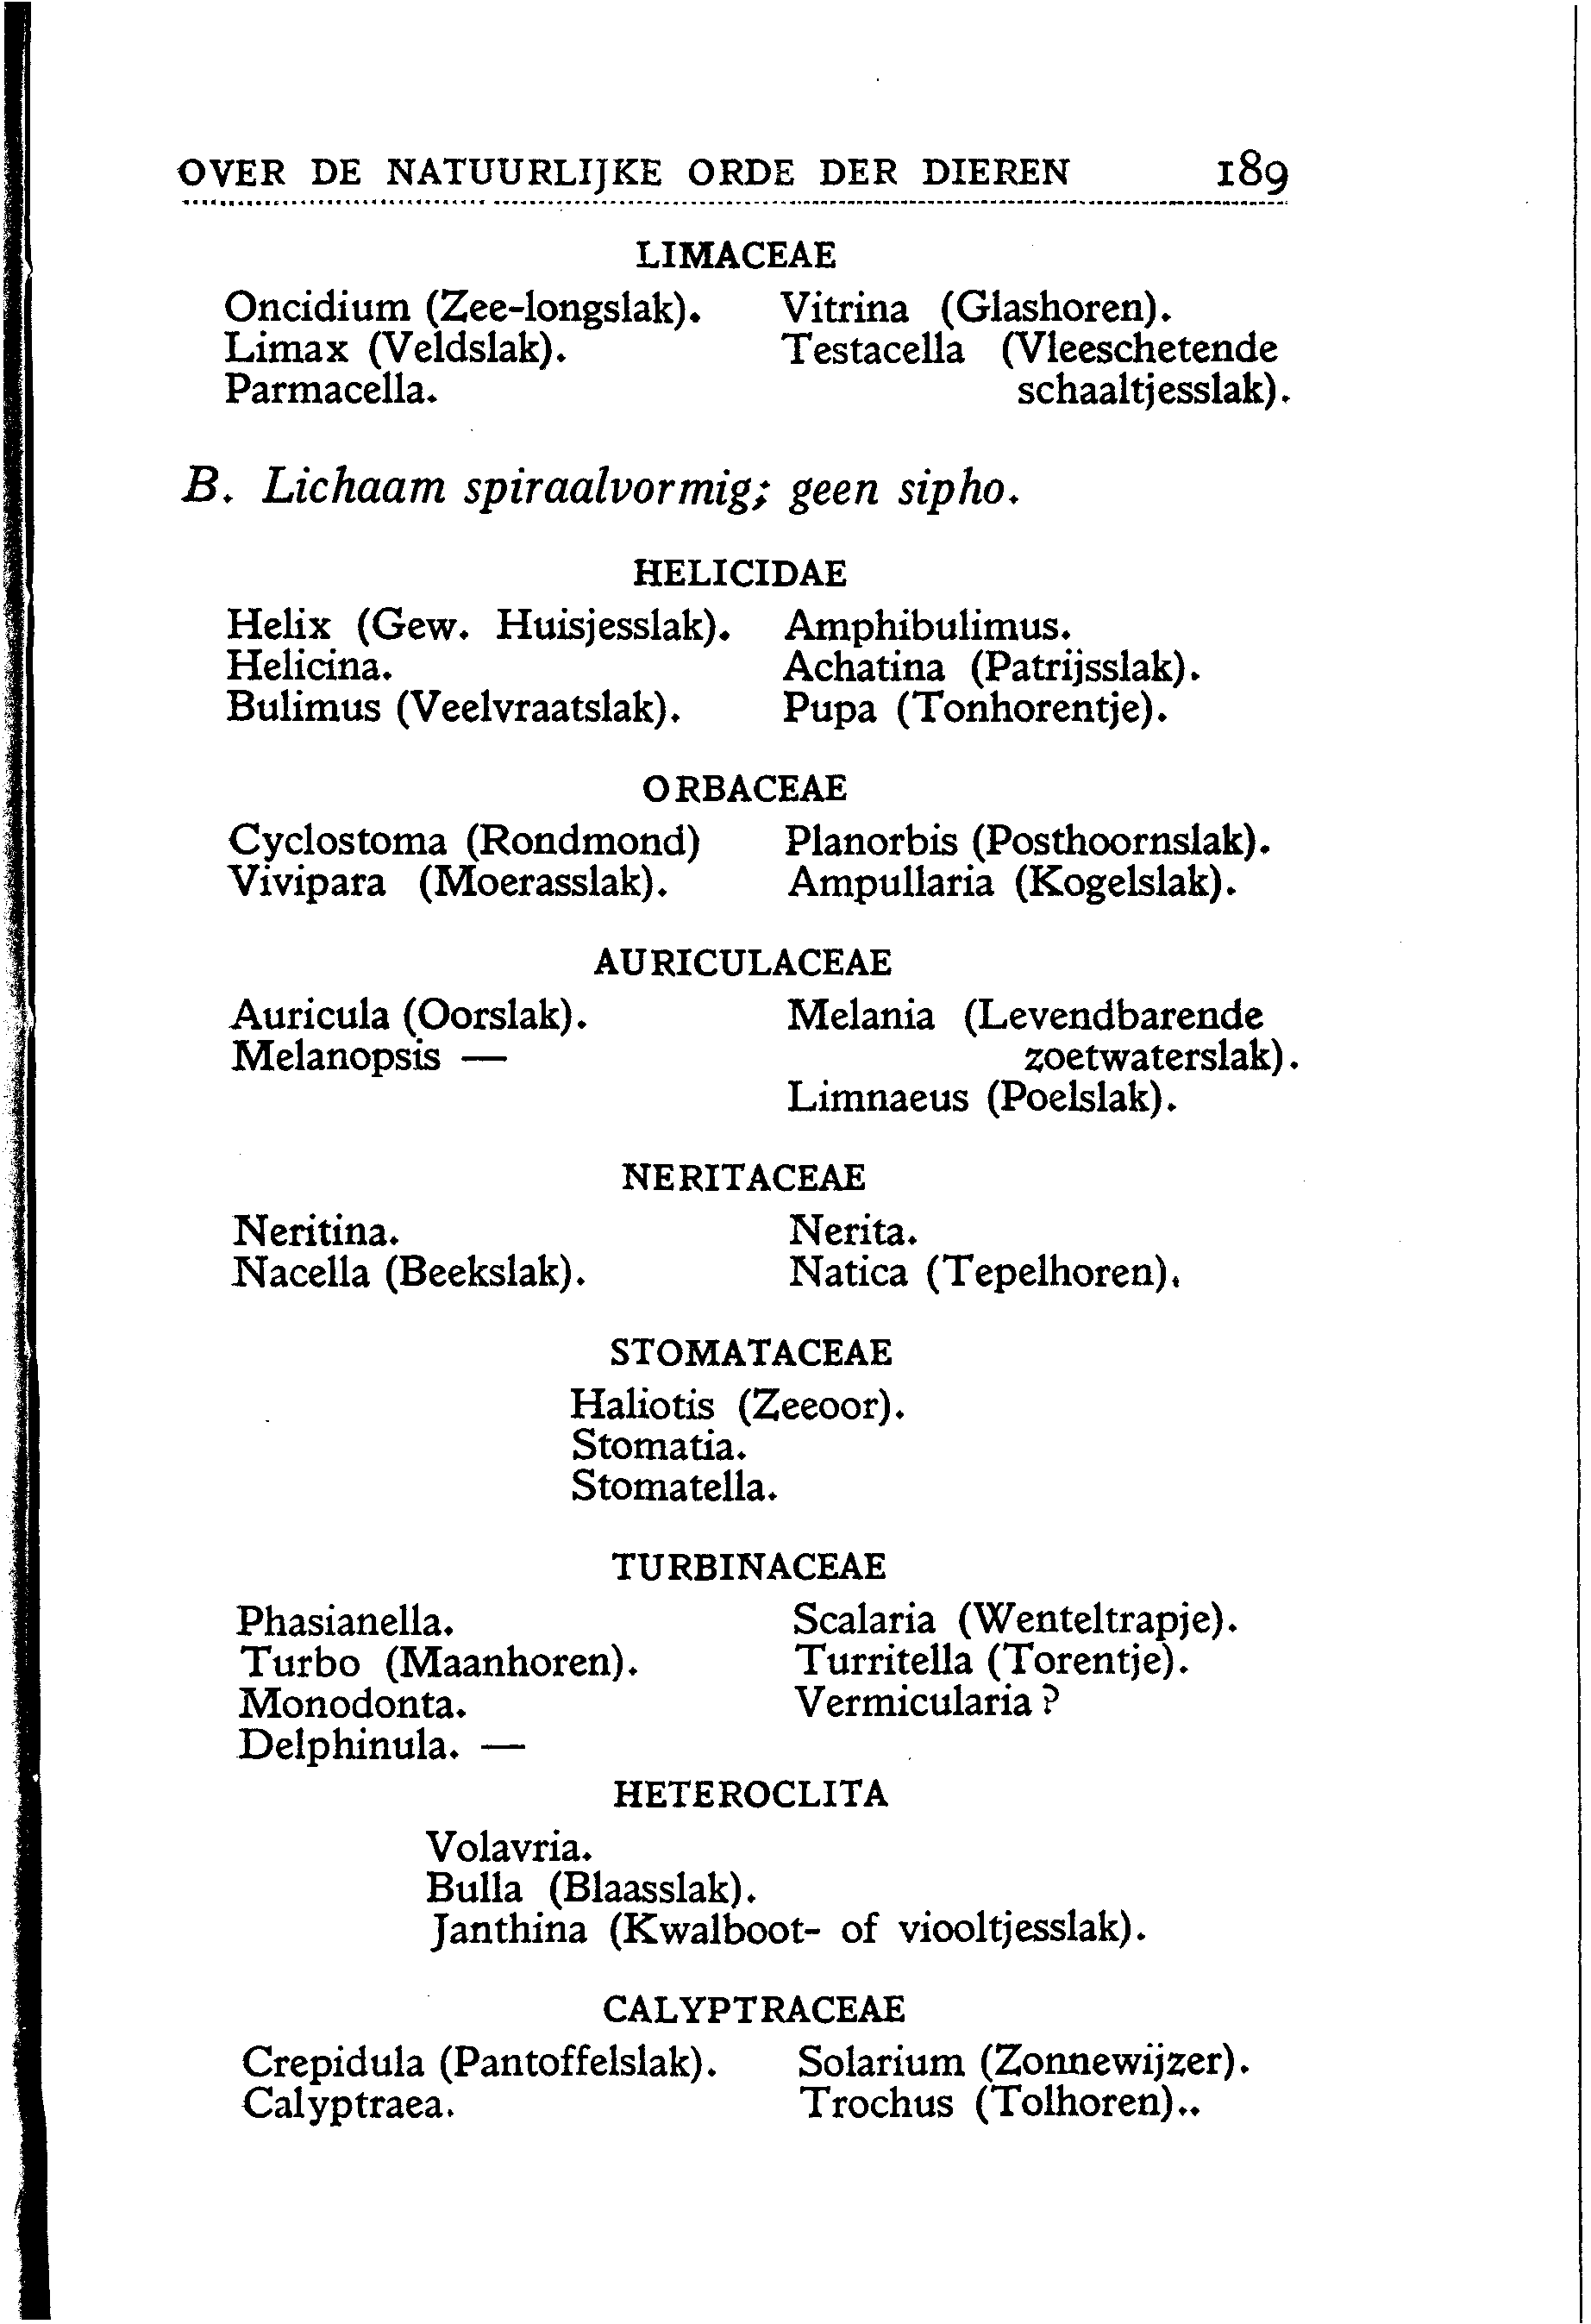 OVER DE NATUURLIJKE ORDE DER DIEREN 189
LIMACEAE
Oncidium (Zee-longslak).
Limax (Veldslak).
Parmacella.
Vitrina (Glashoren).
Testacella (Vleeschetende
schaaltjesslak).
B. Lichaam spiraalvormig; geen sipho.
HELICIDAE
Helix (Gew. Huisjesslak).
Helicina.
Bulimus (Veelvraatslak).
Amphibulimus.
Achatina (Patrijsslak).
Pupa (Tonhorentje).
ORBACEAE
Cyclostoma (Rondmond)
Vivipara (Moerasslak).
Planorbis (Posthoornslak).
Ampullaria (Kogelslak).
AURICULACEAE
Auricula (Oorslak).
Melanopsis —
Melania (Levendbarende
zoetwaterslak).
Limnaeus (Poelslak).
NERITACEAE
Neritina.
Nacella (Beekslak).
Nerita.
Natica (Tepelhoren).
STOMATACEAE
Haliotis (Zeeoor).
Stomatia.
Stomatella.
TURBINACEAE
Phasianella.
Turbo (Maanhoren).
Monodonta.
Delphinula. —
Scalaria (Wenteltrapje).
Turritella (Torentje).
Vermicularia ?
HETEROCLITA
Volavria.
Bulla (Blaasslak).
Janthina (Kwalboot- of viooltjesslak).
CALYPTRACEAE
Crepidula (Pantoffelslak).
Calyptraea.
Solarium (Zonnewijzer).
Trochus (Tolhoren)..